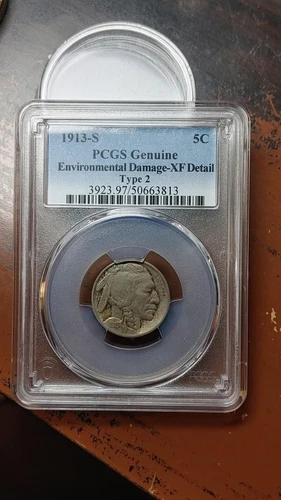 1913-S 5C
PCGS Genuine
Environmental Damage-XF Detail
Type 2
3923.97/50663813